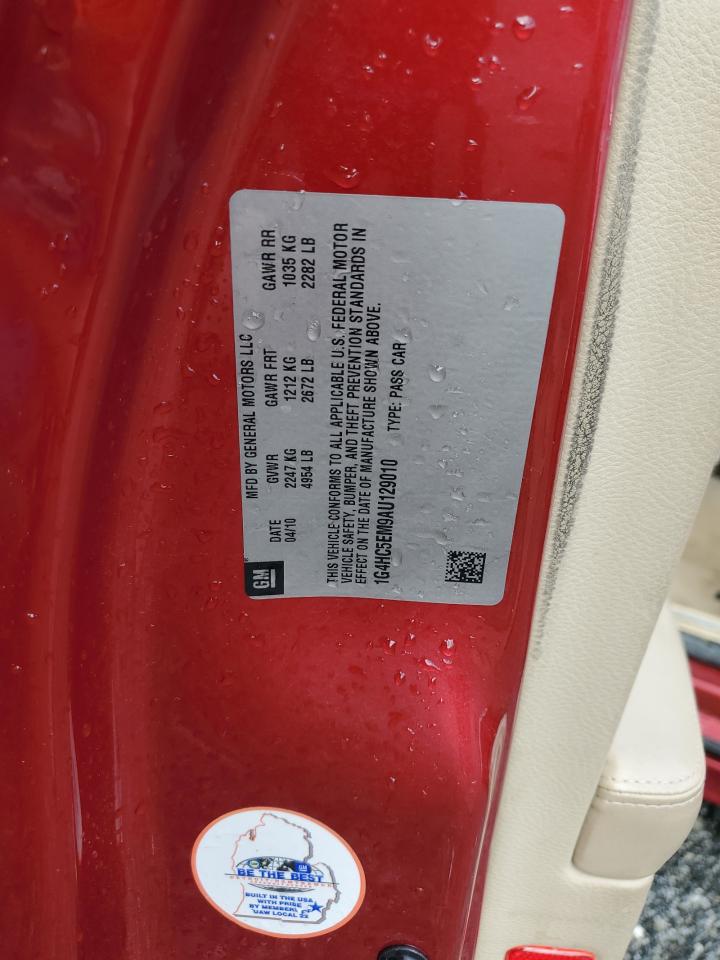 MFD BY GENERAL MOTORS LLC
DATE GVWR GAWR FRT GAWR RR
04/10 2247 KG 1212 KG 1035 KG
4954 LB 2672 LB 2282 LB
GM
THIS VEHICLE CONFORMS TO ALL APPLICABLE U.S. FEDERAL MOTOR
VEHICLE SAFETY, BUMPER, AND THEFT PREVENTION STANDARDS IN
EFFECT ON THE DATE OF MANUFACTURE SHOWN ABOVE.
1G4HC5EM9AU129010 TYPE: PASS CAR
GM
BE THE BEST
BUILT IN THE USA
WITH PRIDE
BY MEMBERS
UAW LOCAL 22